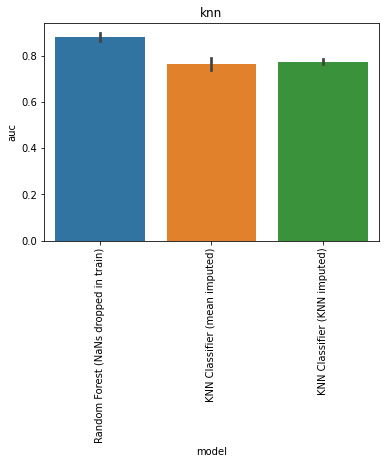 knn
auc
0.8
0.6
0.4
0.2
0.0
Random Forest (NaNs dropped in train)
KNN Classifier (mean imputed)
KNN Classifier (KNN imputed)
model